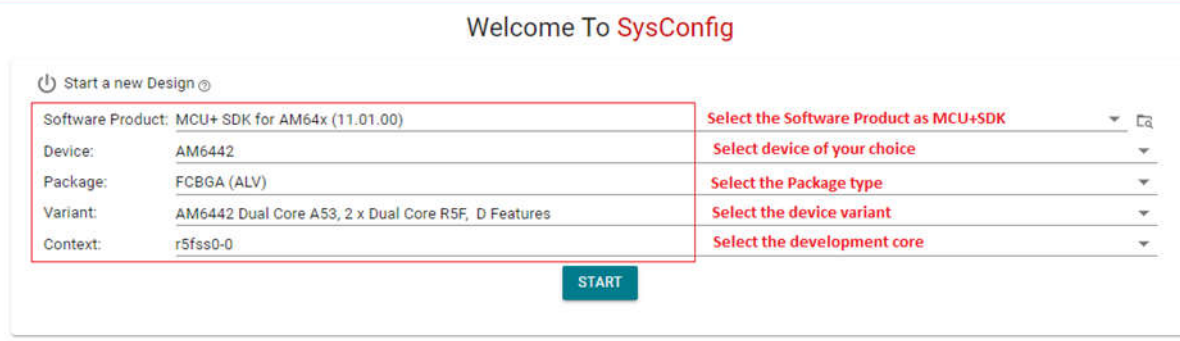 Welcome To SysConfig
Start a new Design ?
Software Product: MCU+ SDK for AM64x (11.01.00) Select the Software Product as MCU+SDK
Device: AM6442 Select device of your choice
Package: FCBGA (ALV) Select the Package type
Variant: AM6442 Dual Core A53, 2 x Dual Core R5F, D Features Select the device variant
Context: r5fss0-0 Select the development core
START